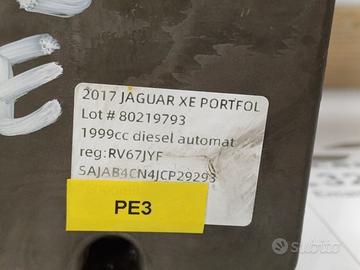 E
2017 JAGUAR XE PORTFOL
Lot # 80219793
1999cc diesel automat
reg:RV67JYF
SAJAB4CN4JCP29293
PE3
subito